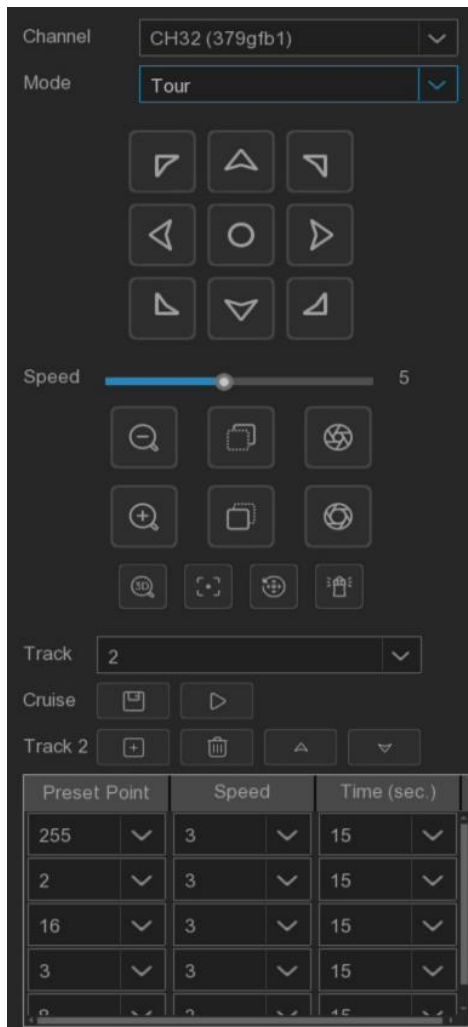 Channel CH32 (379gfb1)
Mode Tour
Speed 5
3D
Track 2
Cruise
Track 2
Preset Point Speed Time (sec.)
255 3 15
2 3 15
16 3 15
3 3 15